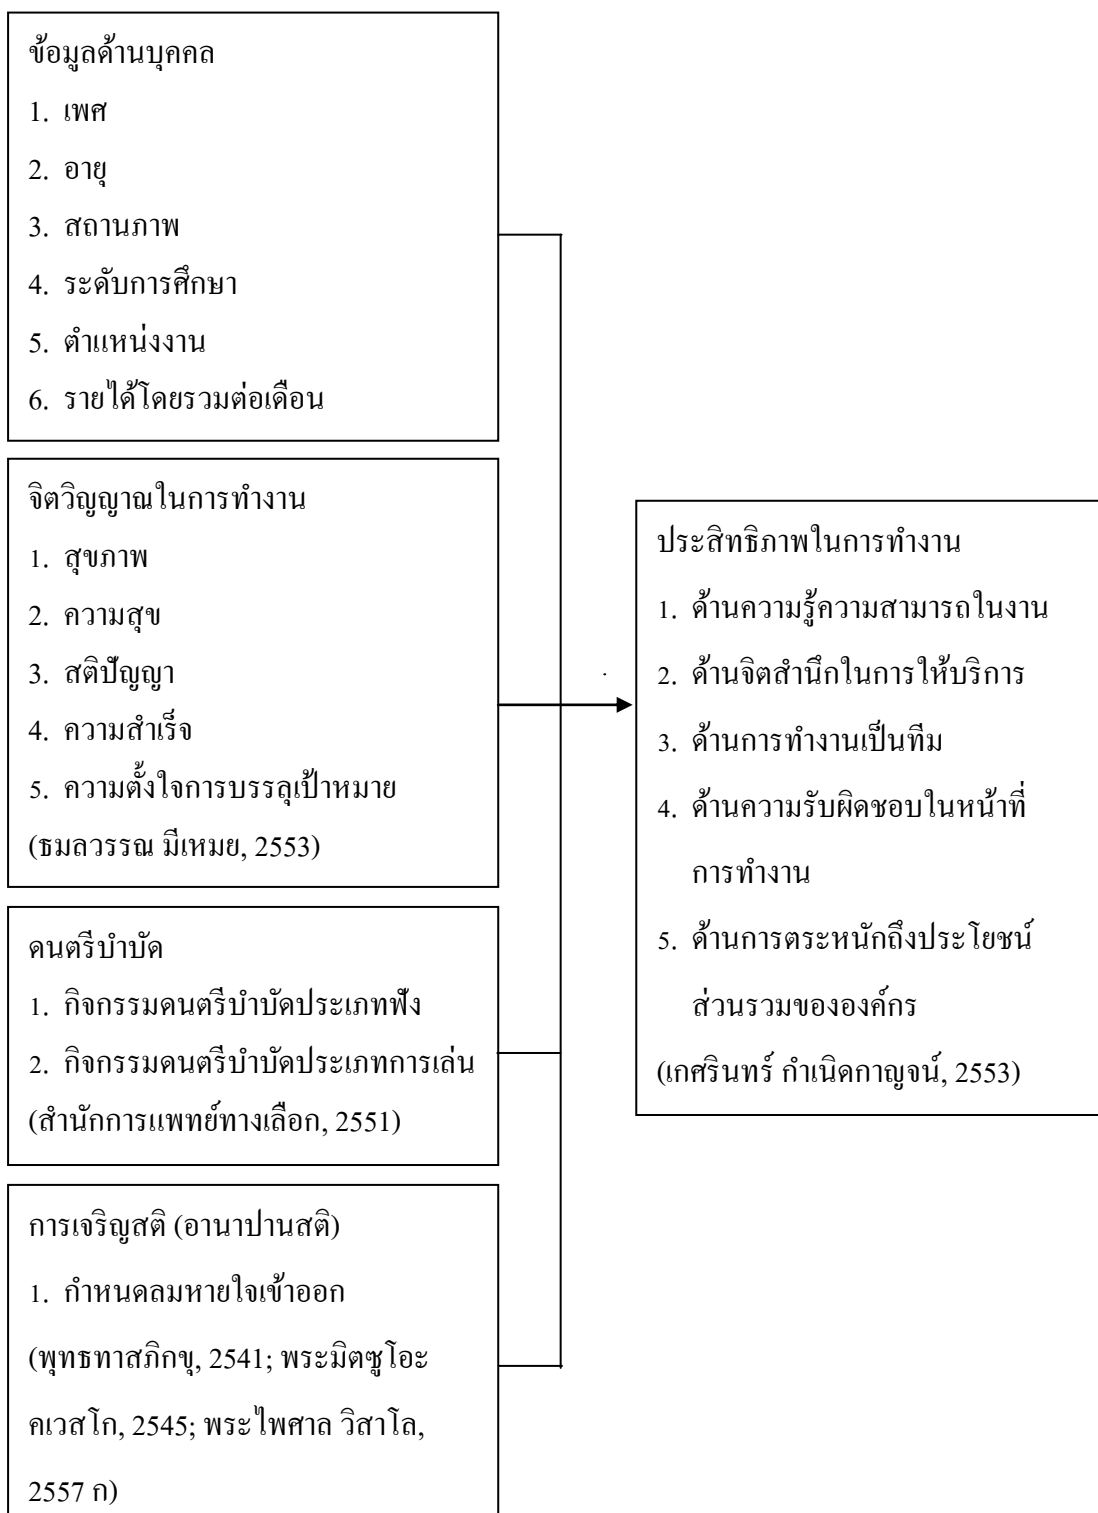 ข้อมูลด้านบุคคล
1. เพศ
2. อายุ
3. สถานภาพ
4. ระดับการศึกษา
5. ตำแหน่งงาน
6. รายได้โดยรวมต่อเดือน
จิตวิญญาณในการทำงาน
1. สุขภาพ
2. ความสุข
3. สติปัญญา
4. ความสำเร็จ
5. ความตั้งใจการบรรลุเป้าหมาย
(ธมลวรรณ มีเหมย, 2553)
ดนตรีบำบัด
1. กิจกรรมดนตรีบำบัดประเภทฟัง
2. กิจกรรมดนตรีบำบัดประเภทการเล่น
(สำนักการแพทย์ทางเลือก, 2551)
การเจริญสติ (อานาปานสติ)
1. กำหนดลมหายใจเข้าออก
(พุทธทาสภิกขุ, 2541; พระมิตซูโอะ
คเวสโก, 2545; พระไพศาล วิสาโล,
2557 ก)
ประสิทธิภาพในการทำงาน
1. ด้านความรู้ความสามารถในงาน
2. ด้านจิตสำนึกในการให้บริการ
3. ด้านการทำงานเป็นทีม
4. ด้านความรับผิดชอบในหน้าที่
การทำงาน
5. ด้านการตระหนักถึงประโยชน์
ส่วนรวมขององค์กร
(เกศรินทร์ กำเนิดกาญจน์, 2553)